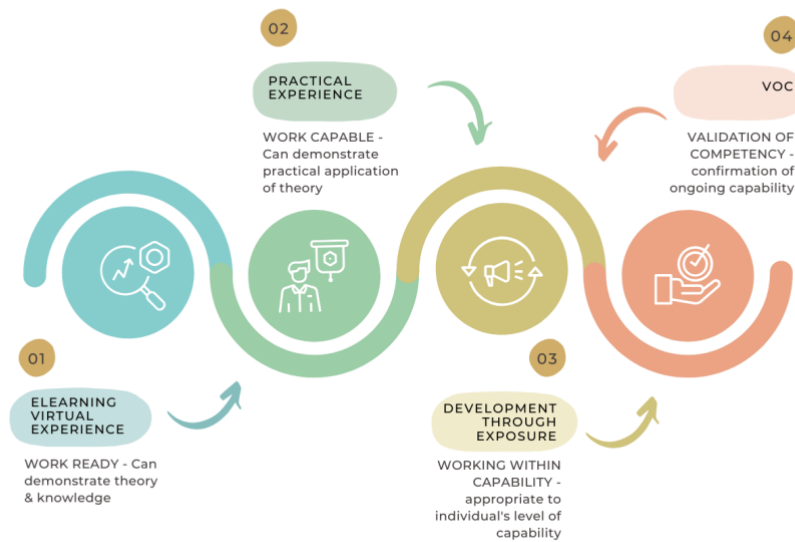 01
ELEARNING
VIRTUAL
EXPERIENCE
WORK READY - Can
demonstrate theory
& knowledge
02
PRACTICAL
EXPERIENCE
WORK CAPABLE -
Can demonstrate
practical application
of theory
03
DEVELOPMENT
THROUGH
EXPOSURE
WORKING WITHIN
CAPABILITY -
appropriate to
individual's level of
capability
04
VOC
VALIDATION OF
COMPETENCY -
confirmation of
ongoing capability